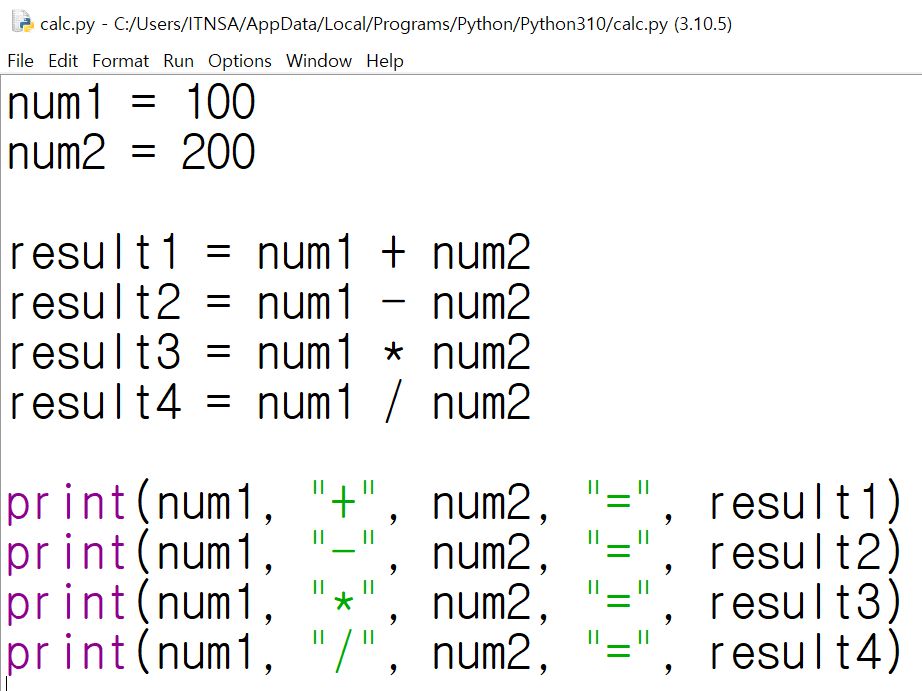 calc.py - C:/Users/ITNSA/AppData/Local/Programs/Python/Python310/calc.py (3.10.5)
File Edit Format Run Options Window Help
num1 = 100
num2 = 200

result1 = num1 + num2
result2 = num1 - num2
result3 = num1 * num2
result4 = num1 / num2

print(num1, "+", num2, "=", result1)
print(num1, "-", num2, "=", result2)
print(num1, "*", num2, "=", result3)
print(num1, "/", num2, "=", result4)